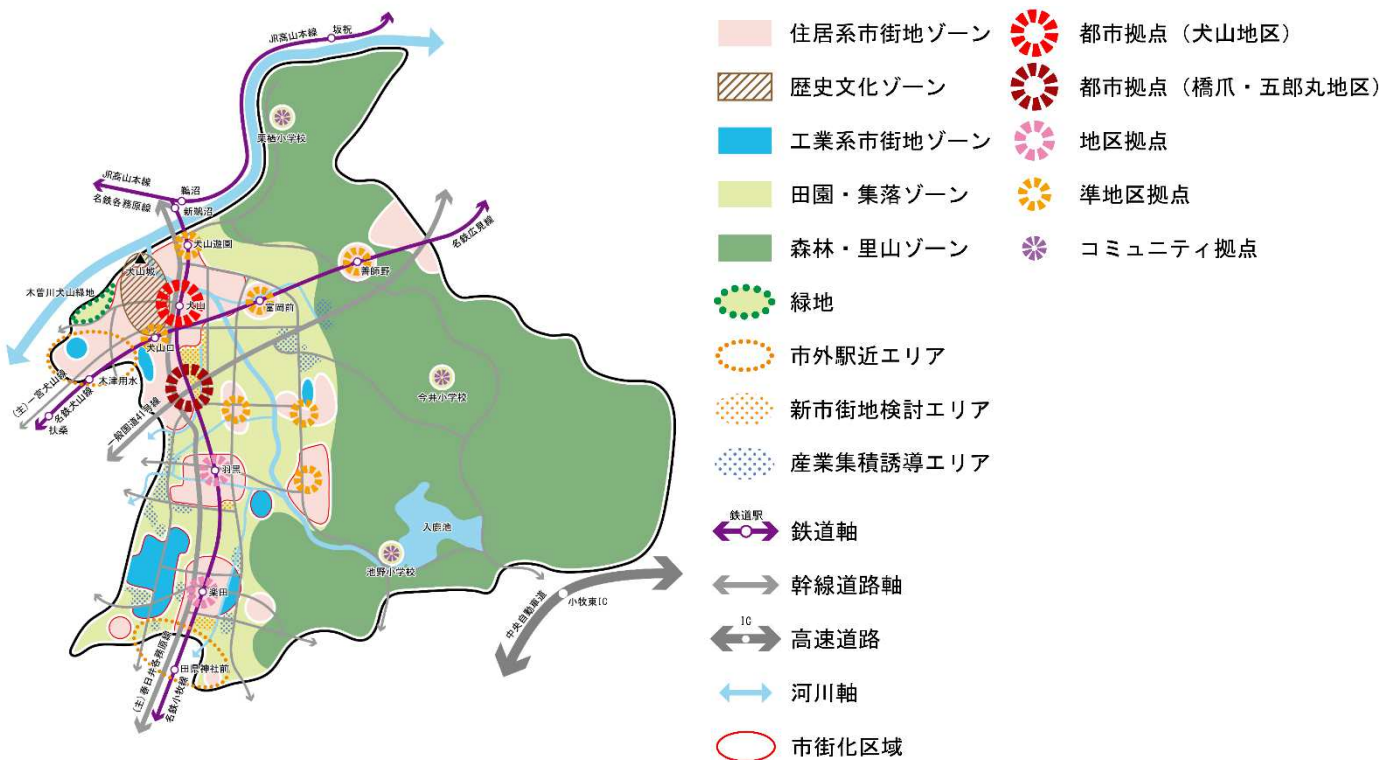 JR高山本線
坂祝
栗栖小学校
JR高山本線
鵜沼
名鉄各務原線
新鵜沼
犬山遊園
名鉄広見線
犬山城
善師野
木曽川犬山緑地
犬山
富岡前
犬山口
今井小学校
(主)一宮犬山線
名鉄犬山線
木津用水
扶桑
一般国道41号線
羽黒
入鹿池
池野小学校
楽田
中央自動車道
小牧東IC
(主)春日井各務原線
田県神社前
名鉄小牧線
住居系市街地ゾーン
歴史文化ゾーン
工業系市街地ゾーン
田園・集落ゾーン
森林・里山ゾーン
緑地
市外駅近エリア
新市街地検討エリア
産業集積誘導エリア
鉄道駅
鉄道軸
幹線道路軸
IC
高速道路
河川軸
市街化区域
都市拠点（犬山地区）
都市拠点（橋爪・五郎丸地区）
地区拠点
準地区拠点
コミュニティ拠点